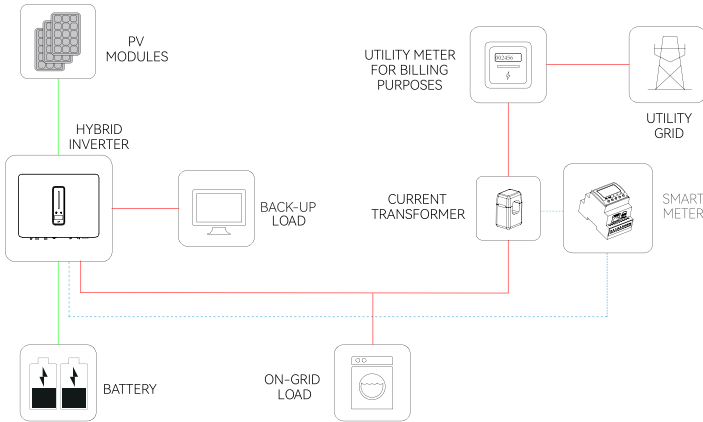 PV
MODULES
UTILITY METER
FOR BILLING
PURPOSES
002456
UTILITY
GRID
HYBRID
INVERTER
BACK-UP
LOAD
CURRENT
TRANSFORMER
SMART
METER
BATTERY
ON-GRID
LOAD